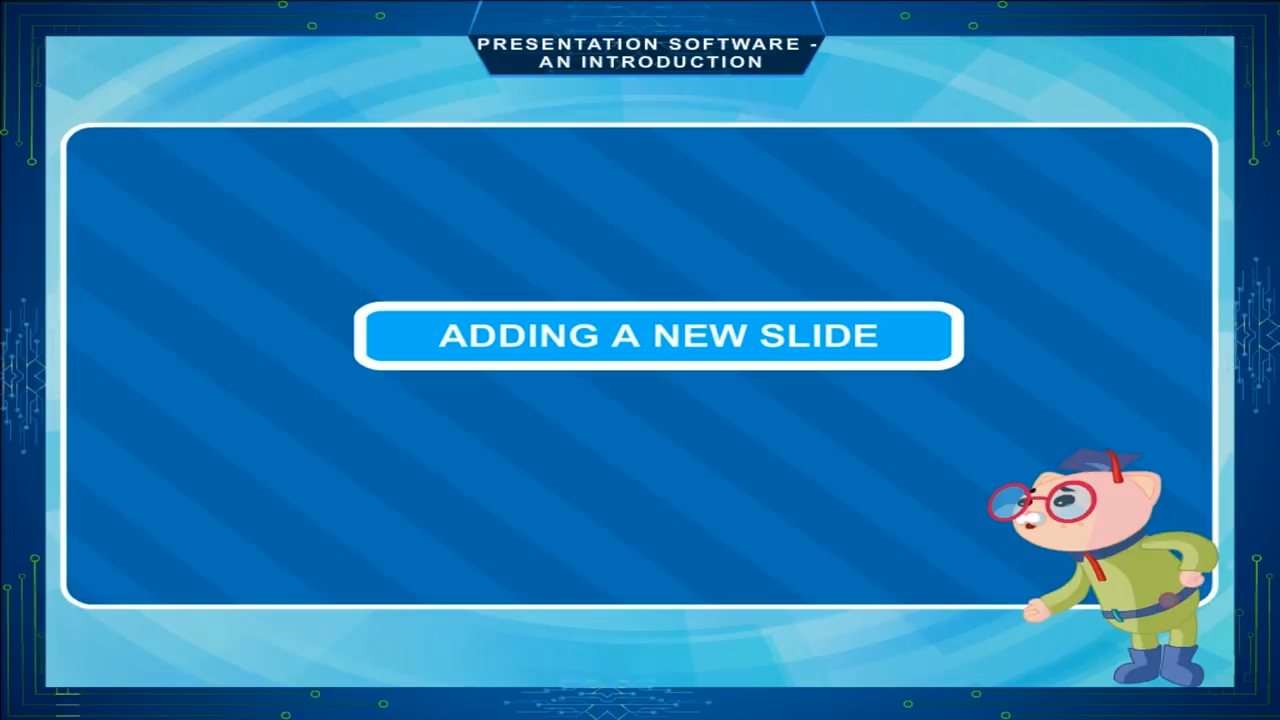 PRESENTATION SOFTWARE -
AN INTRODUCTION
ADDING A NEW SLIDE